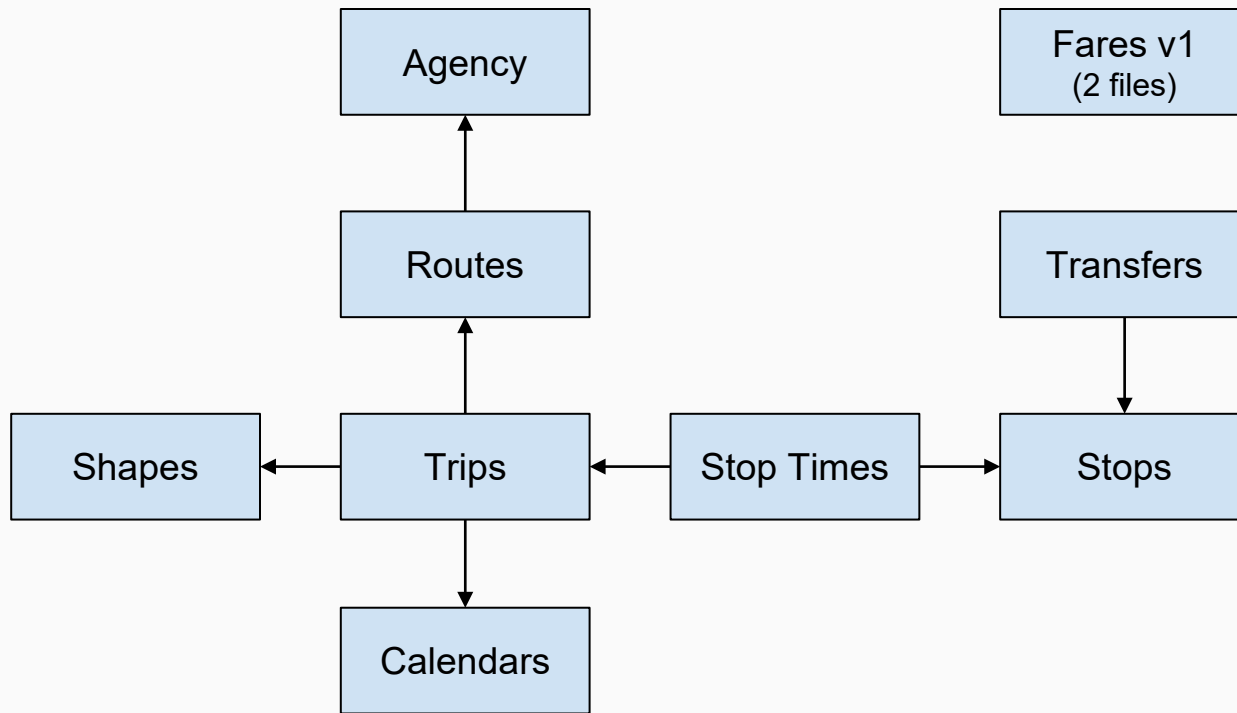 Agency
Fares v1
(2 files)
Routes
Transfers
Shapes
Trips
Stop Times
Stops
Calendars